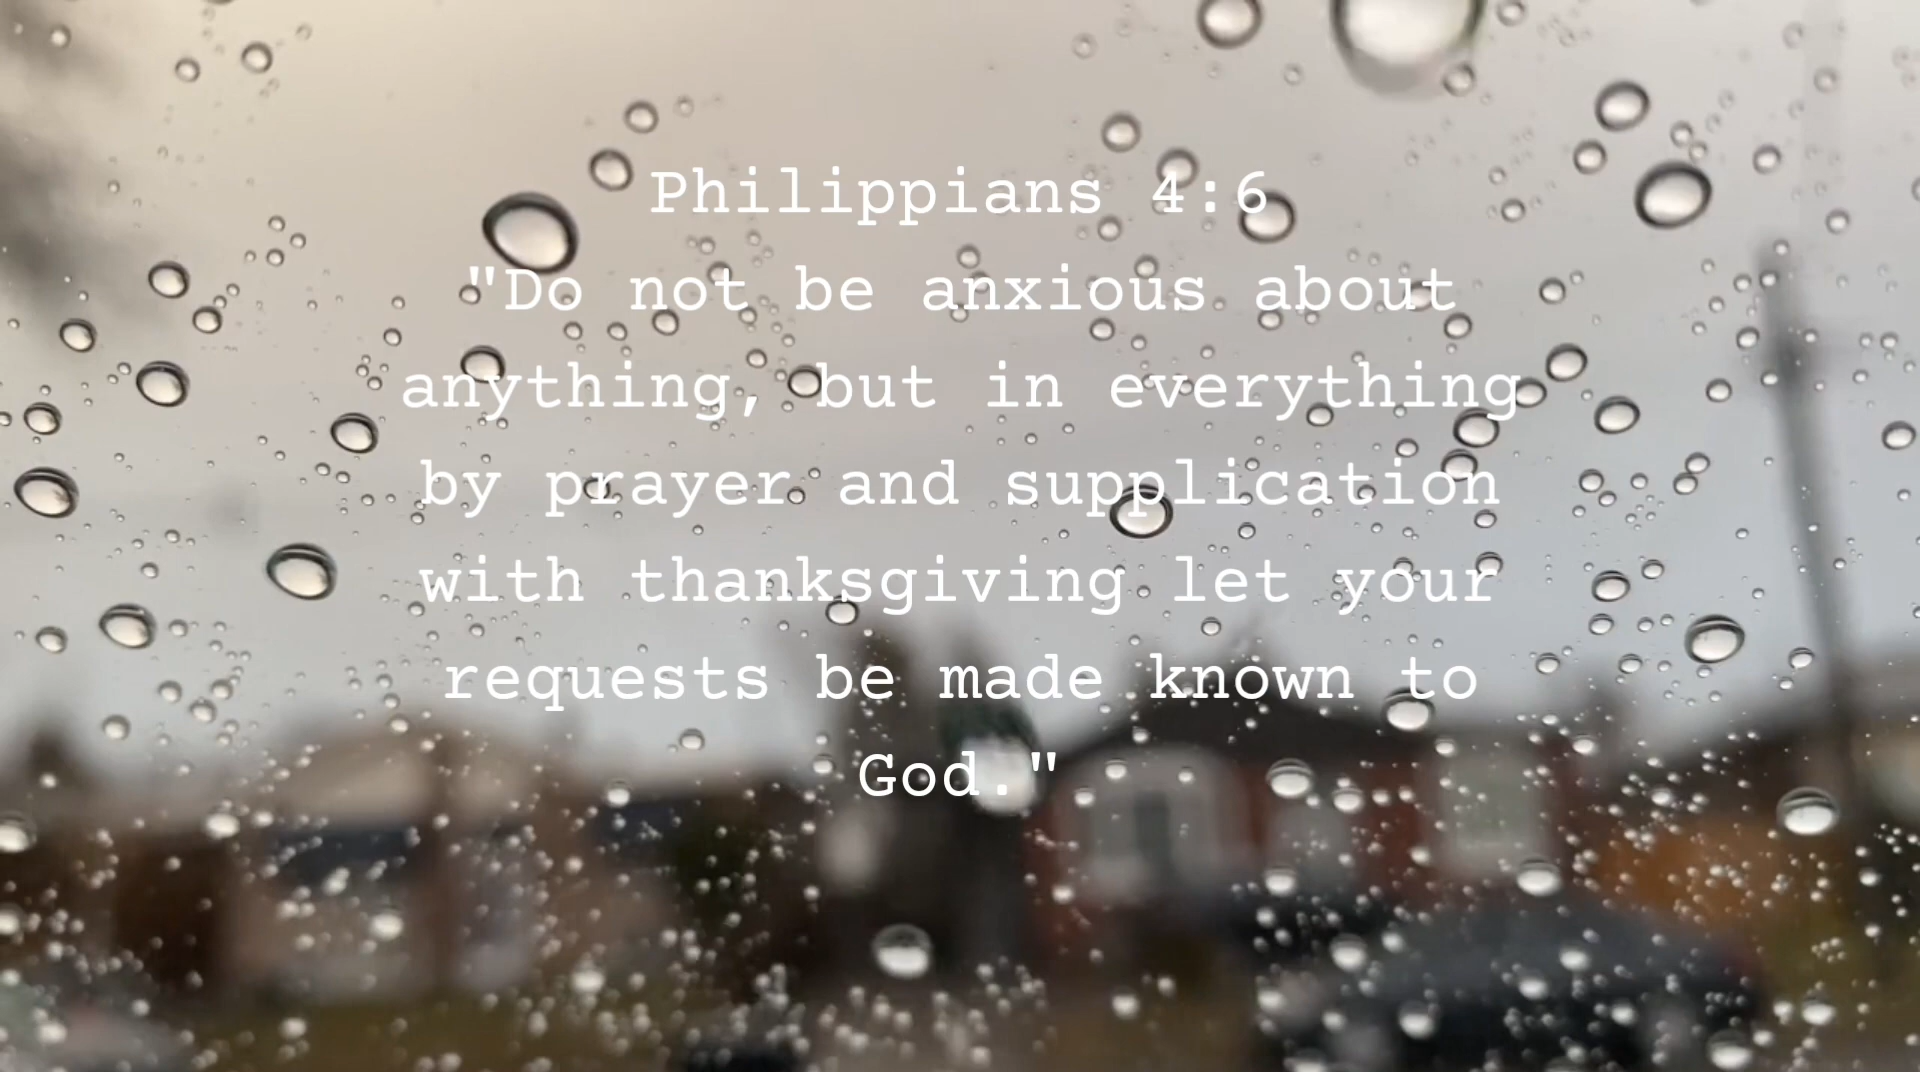 Philippians 4:6
"Do not be anxious about
anything, but in everything
by prayer and supplication
with thanksgiving let your
requests be made known to
God."